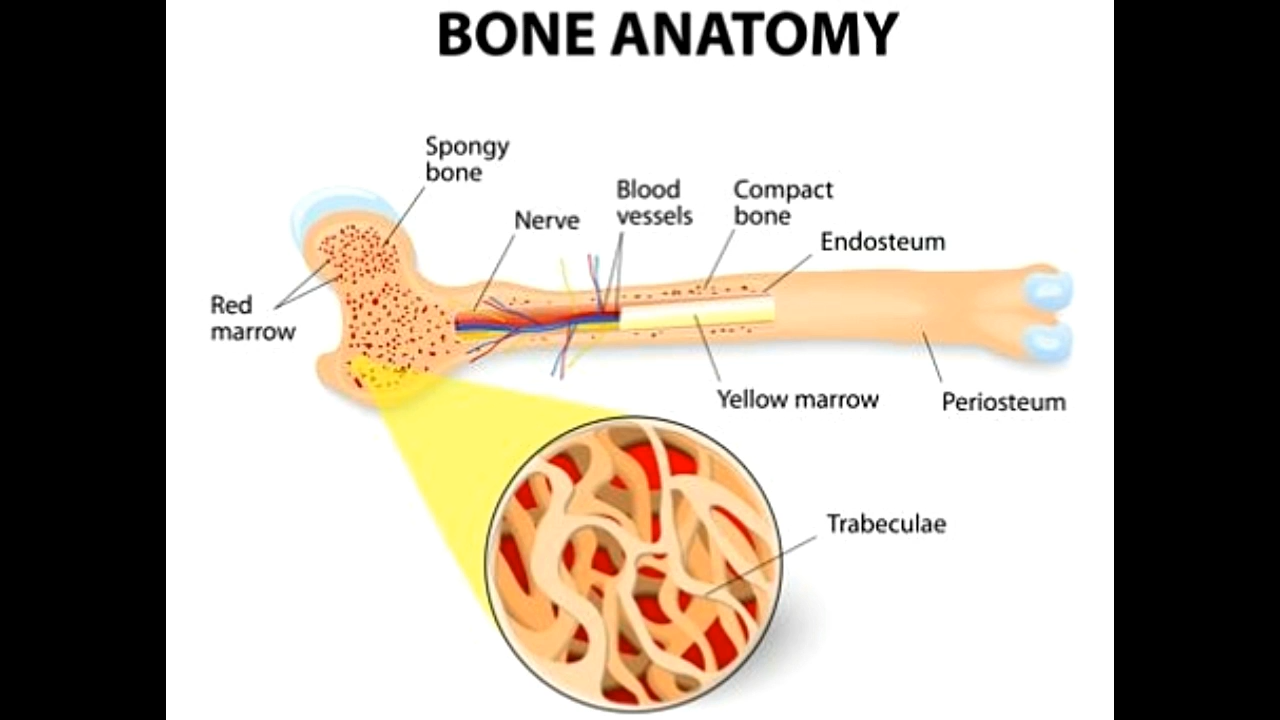 BONE ANATOMY
Spongy
bone
Nerve
Blood
vessels
Compact
bone
Endosteum
Red
marrow
Yellow marrow
Periosteum
Trabeculae